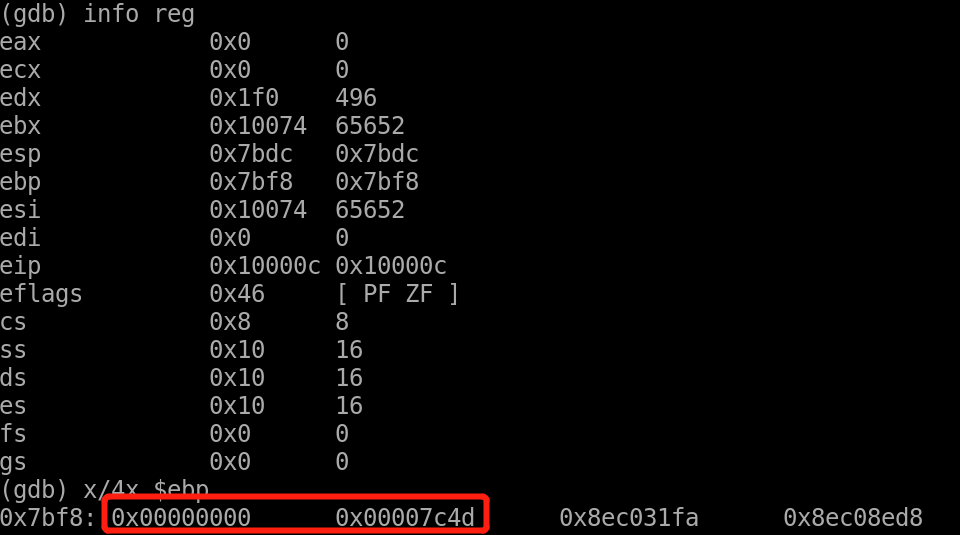 (gdb) info reg
eax            0x0      0
ecx            0x0      0
edx            0x1f0    496
ebx            0x10074  65652
esp            0x7bdc   0x7bdc
ebp            0x7bf8   0x7bf8
esi            0x10074  65652
edi            0x0      0
eip            0x10000c 0x10000c
eflags         0x46     [ PF ZF ]
cs             0x8      8
ss             0x10     16
ds             0x10     16
es             0x10     16
fs             0x0      0
gs             0x0      0
(gdb) x/4x $ebp
0x7bf8: 0x00000000      0x00007c4d      0x8ec031fa      0x8ec08ed8